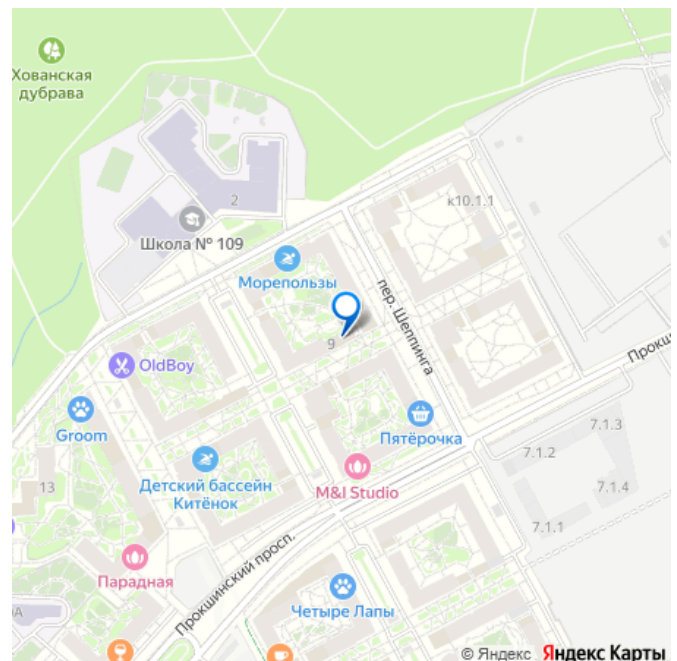 Хованская
дубрава
2
к10.1.1
Школа № 109
Морепользы
пер. Шеппинга
9
OldBoy
Прокш
Groom
Пятёрочка
7.1.3
7.1.2
Детский бассейн
Китёнок
M&I Studio
13
7.1.4
7.1.1
Прокшинский просп.
Парадная
Четыре Лапы
© Яндекс Яндекс Карты